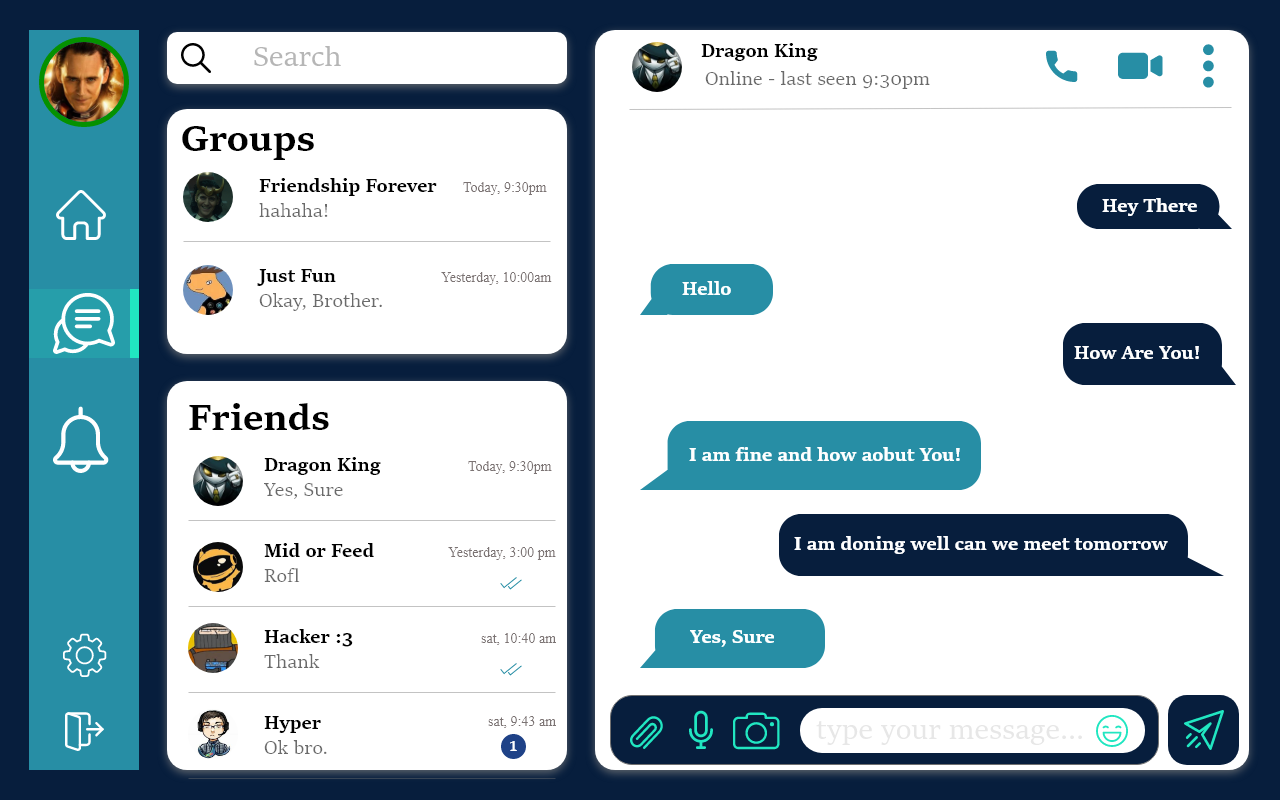 Search
Groups
Friendship Forever
Today, 9:30pm
hahaha!
Just Fun
Yesterday, 10:00am
Okay, Brother.
Friends
Dragon King
Today, 9:30pm
Yes, Sure
Mid or Feed
Yesterday, 3:00 pm
Rofl
Hacker :3
sat, 10:40 am
Thank
Hyper
sat, 9:43 am
Ok bro.
1
Dragon King
Online - last seen 9:30pm
Hey There
Hello
How Are You!
I am fine and how aobut You!
I am doning well can we meet tomorrow
Yes, Sure
type your message...